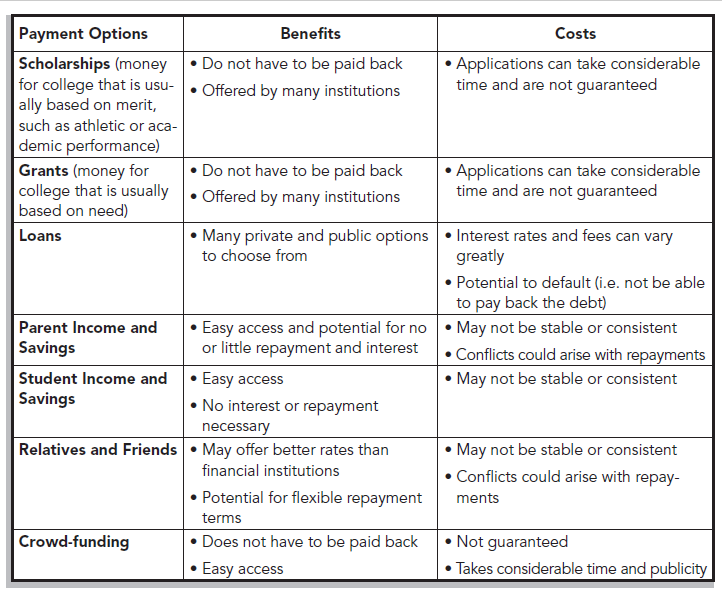 Payment Options Benefits Costs
Scholarships (money
for college that is usu-
ally based on merit,
such as athletic or aca-
demic performance)
• Do not have to be paid back
• Offered by many institutions
• Applications can take considerable
time and are not guaranteed
Grants (money for
college that is usually
based on need)
• Do not have to be paid back
• Offered by many institutions
• Applications can take considerable
time and are not guaranteed
Loans
• Many private and public options
to choose from
• Interest rates and fees can vary
greatly
• Potential to default (i.e. not be able
to pay back the debt)
Parent Income and
Savings
• Easy access and potential for no
or little repayment and interest
• May not be stable or consistent
• Conflicts could arise with repayments
Student Income and
Savings
• Easy access
• No interest or repayment
necessary
• May not be stable or consistent
Relatives and Friends
• May offer better rates than
financial institutions
• Potential for flexible repayment
terms
• May not be stable or consistent
• Conflicts could arise with repay-
ments
Crowd-funding
• Does not have to be paid back
• Easy access
• Not guaranteed
• Takes considerable time and publicity